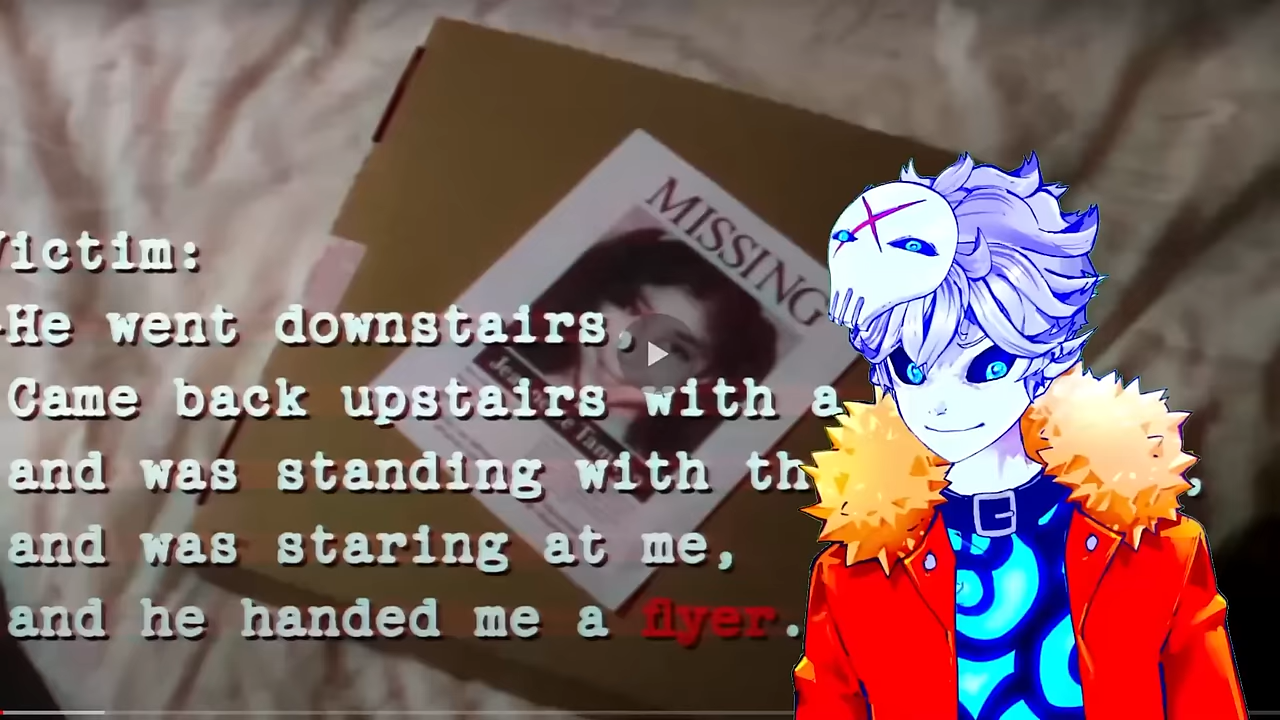 Victim:
-He went downstairs,
Came back upstairs with a
and was standing with th
,
and was staring at me,
and he handed me a flyer.
MISSING